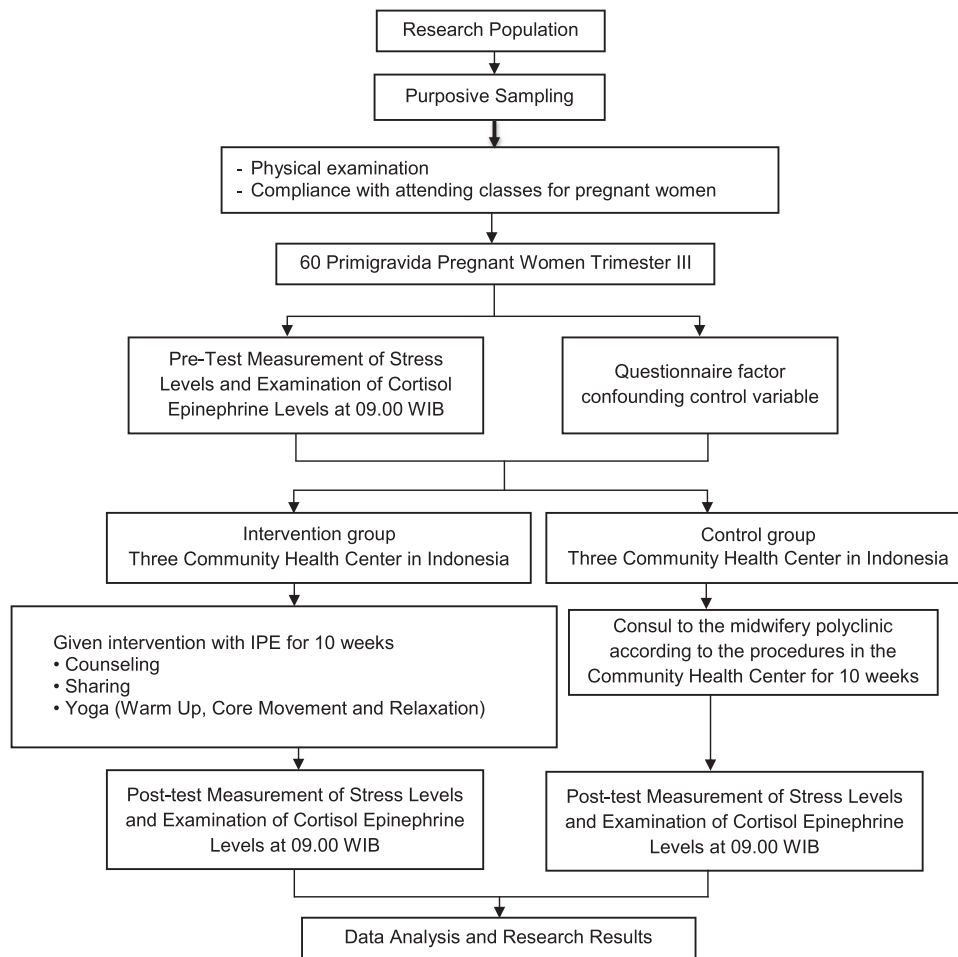 Research Population
Purposive Sampling
- Physical examination
- Compliance with attending classes for pregnant women
60 Primigravida Pregnant Women Trimester III
Pre-Test Measurement of Stress
Levels and Examination of Cortisol
Epinephrine Levels at 09.00 WIB
Questionnaire factor
confounding control variable
Intervention group
Three Community Health Center in Indonesia
Control group
Three Community Health Center in Indonesia
Given intervention with IPE for 10 weeks
• Counseling
• Sharing
• Yoga (Warm Up, Core Movement and Relaxation)
Consul to the midwifery polyclinic
according to the procedures in the
Community Health Center for 10 weeks
Post-test Measurement of Stress Levels
and Examination of Cortisol Epinephrine
Levels at 09.00 WIB
Post-test Measurement of Stress Levels
and Examination of Cortisol Epinephrine
Levels at 09.00 WIB
Data Analysis and Research Results